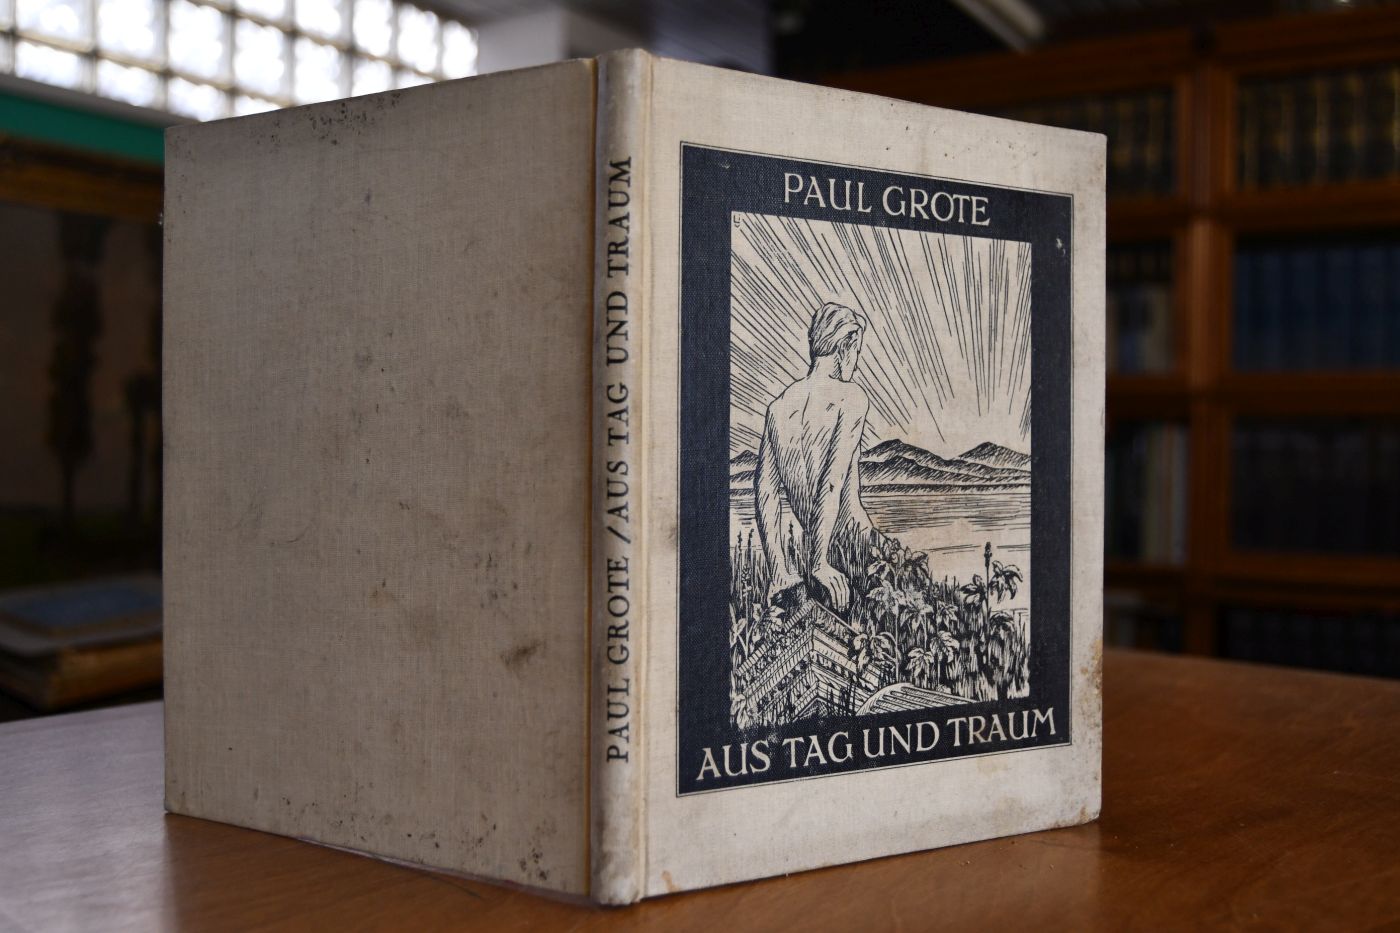 PAUL GROTE / AUS TAG UND TRAUM
PAUL GROTE
AUS TAG UND TRAUM